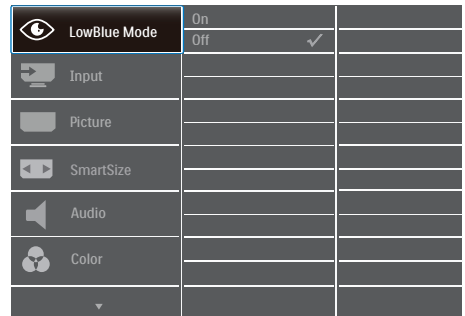 LowBlue Mode
On
Off
Input
Picture
SmartSize
Audio
Color